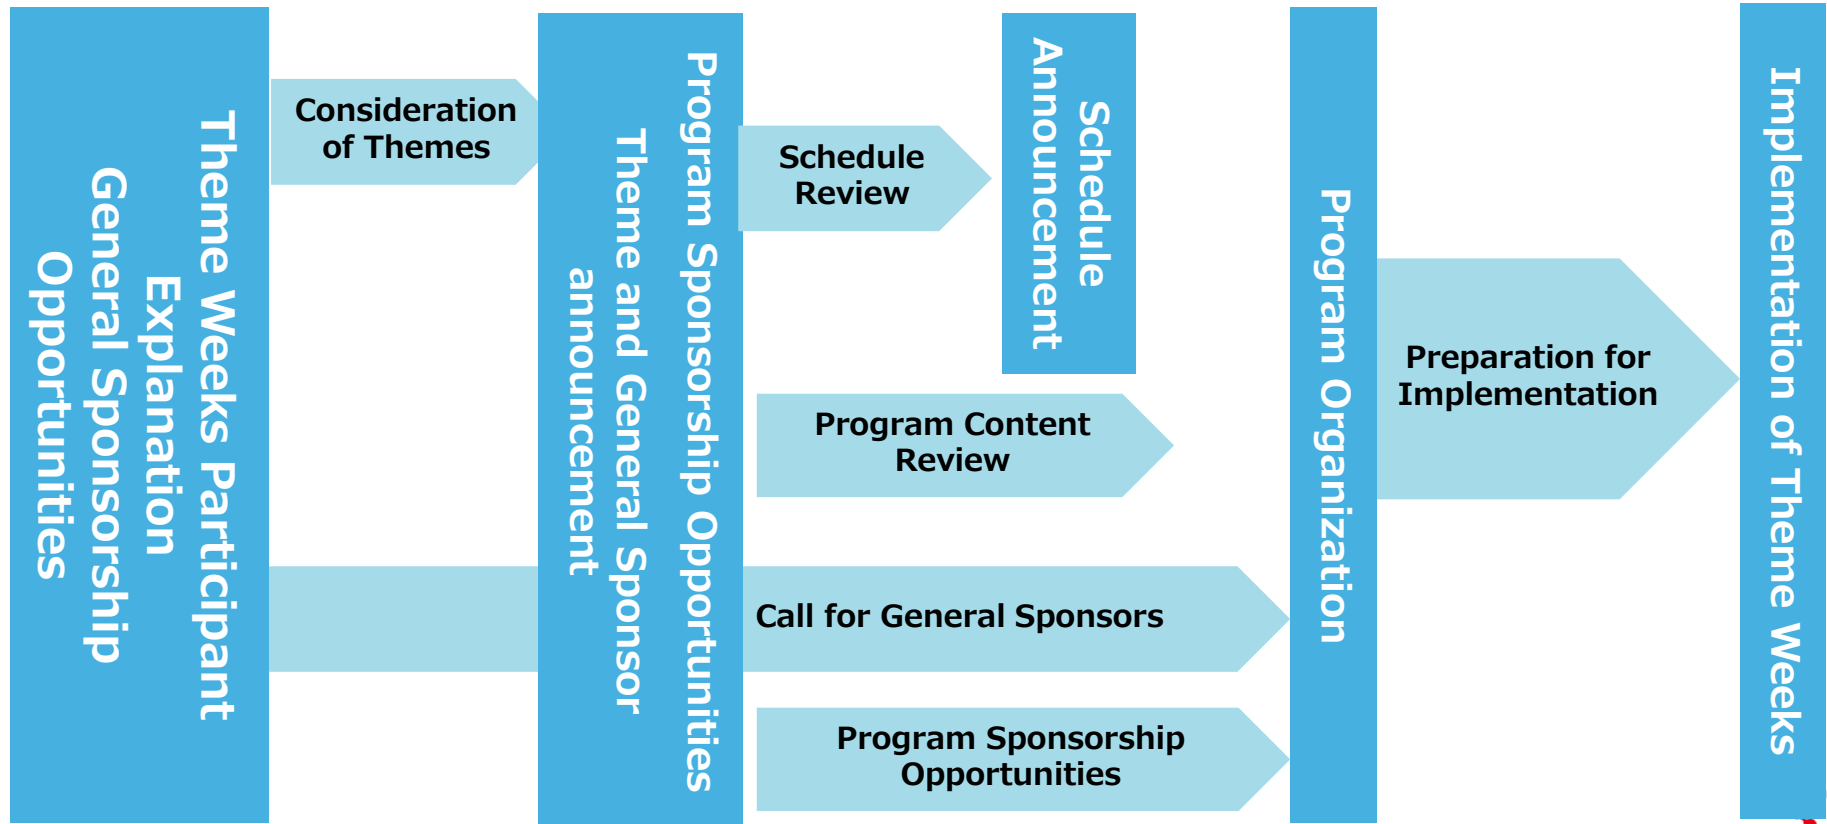 Theme Weeks Participant
Explanation
General Sponsorship
Opportunities
Consideration
of Themes
Program Sponsorship Opportunities
Theme and General Sponsor
announcement
Schedule
Review
Schedule
Announcement
Program Content
Review
Call for General Sponsors
Program Sponsorship
Opportunities
Program Organization
Preparation for
Implementation
Implementation of Theme Weeks